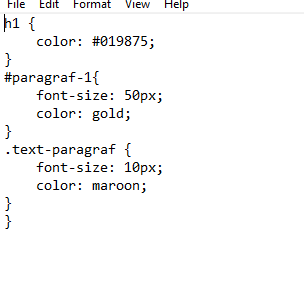 File Edit Format View Help
h1 {
    color: #019875;
}
#paragraf-1{
    font-size: 50px;
    color: gold;
}
.text-paragraf {
    font-size: 10px;
    color: maroon;
}
}